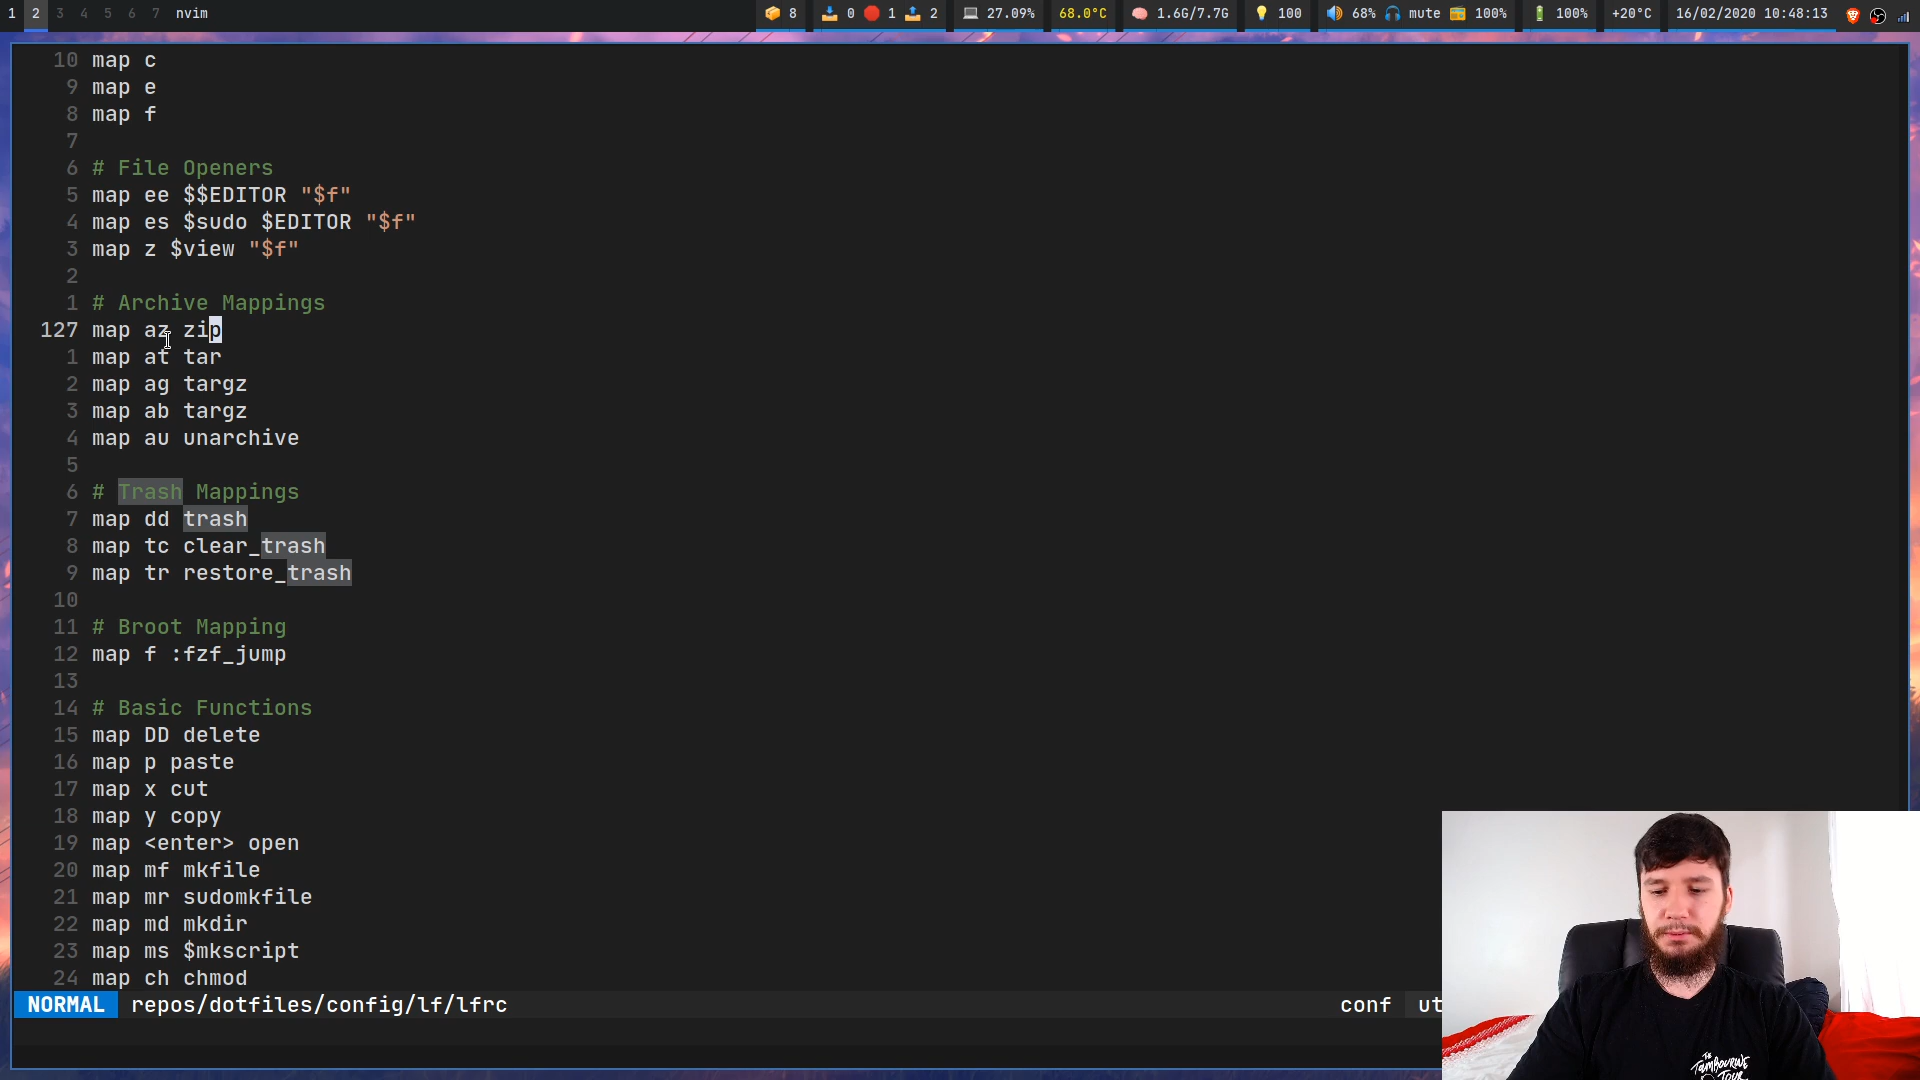 1 2 3 4 5 6 7 nvim 8 0 1 2 27.09% 68.0°C 1.6G/7.7G 100 68% mute 100% 100% +20°C 16/02/2020 10:48:13
10 map c
9 map e
8 map f
7
6 # File Openers
5 map ee $$EDITOR "$f"
4 map es $sudo $EDITOR "$f"
3 map z $view "$f"
2
1 # Archive Mappings
127 map az zip
1 map at tar
2 map ag targz
3 map ab targz
4 map au unarchive
5
6 # Trash Mappings
7 map dd trash
8 map tc clear_trash
9 map tr restore_trash
10
11 # Broot Mapping
12 map f :fzf_jump
13
14 # Basic Functions
15 map DD delete
16 map p paste
17 map x cut
18 map y copy
19 map <enter> open
20 map mf mkfile
21 map mr sudomkfile
22 map md mkdir
23 map ms $mkscript
24 map ch chmod
NORMAL repos/dotfiles/config/lf/lfrc conf ut
THE
TAMBOURINE
TOUR